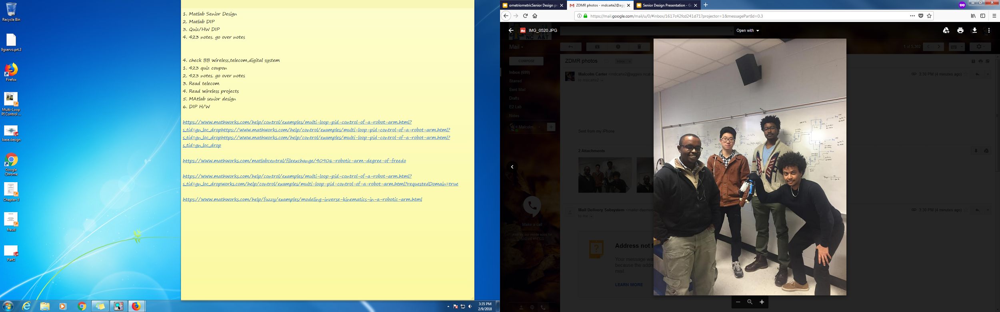 Recycle Bin
9gservo.prt.3
Firefox
Multi-Loop
PI Control ...
base.design
Google
Chrome
Chapter-3
fraud
Part1
1. Matlab Senior Design
2. Matlab DIP
3. Quiz/HW DIP
4. 423 notes. go over notes
4. check BB Wireless,telecom,digital system
1. 423 quiz coupon
2. 423 notes. go over notes
3. Read telecom
4. Read Wireless projects
5. MAtlab senior design
6. DIP H/W
https://www.mathworks.com/help/control/examples/multi-loop-pid-control-of-a-robot-arm.html?
s_tid=gn_loc_drophttps://www.mathworks.com/help/control/examples/multi-loop-pid-control-of-a-robot-arm.html?
s_tid=gn_loc_drophttps://www.mathworks.com/help/control/examples/multi-loop-pid-control-of-a-robot-arm.html?
s_tid=gn_loc_drop
https://www.mathworks.com/matlabcentral/fileexchange/40906-robotic-arm-degree-of-freedo
https://www.mathworks.com/help/control/examples/multi-loop-pid-control-of-a-robot-arm.html?
s_tid=gn_loc_dropworks.com/help/control/examples/multi-loop-pid-control-of-a-robot-arm.html?requestedDomain=true
https://www.mathworks.com/help/fuzzy/examples/modeling-inverse-kinematics-in-a-robotic-arm.html
3:35 PM
2/9/2018
ometriometricSenior Design pr
ZDMR photos - mdcarte2@agg
Senior Design Presentation - Go
https://mail.google.com/mail/u/0/#inbox/1617c42fcd241d71?projector=1&messagePartId=0.3
IMG_0520.JPG
Open with
NC A&T
Mail
1 of 5,302
COMPOSE
ZDMR photos
Inbox x
Inbox (699)
Starred
Sent Mail
Drafts
E2 Lab
Notes
Malcolm
Malcolm Carter <mdcarte2@aggies.ncat.e
to mscarte2
3:30 PM (4 minutes ago)
Sent from my iPhone
2 Attachments
Mail Delivery Subsystem <mailer-daemon
to me
3:30 PM (4 minutes ago)
Make a call
Also try our mobile apps for
Android and iOS
Address not f
Your message was
because the addre
mail
LEARN MORE